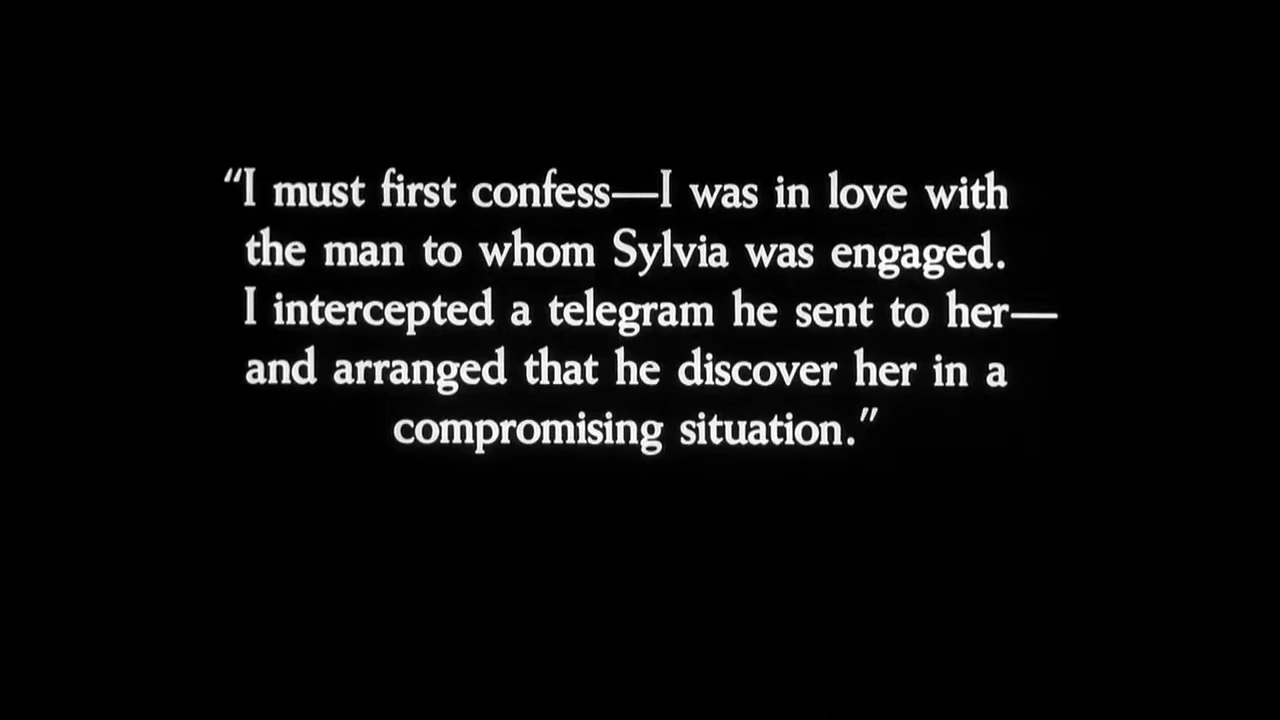 “I must first confess—I was in love with
the man to whom Sylvia was engaged.
I intercepted a telegram he sent to her—
and arranged that he discover her in a
compromising situation.”